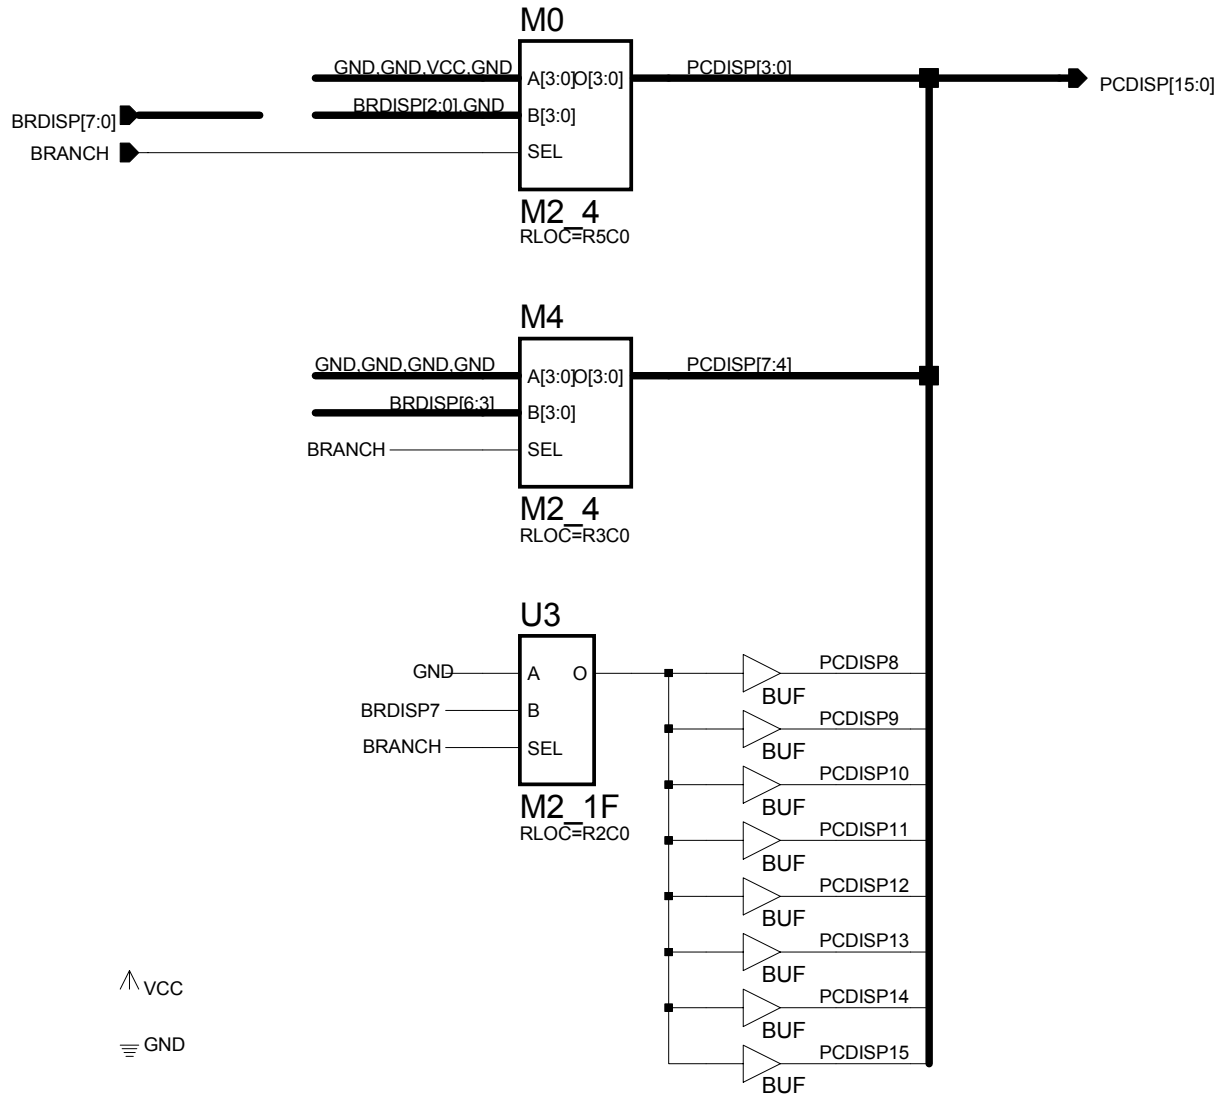 M0
GND,GND,VCC,GND
A[3:0]
O[3:0]
PCDISP[3:0]
PCDISP[15:0]
BRDISP[7:0]
BRDISP[2:0],GND
B[3:0]
BRANCH
SEL
M2_4
RLOC=R5C0
M4
GND,GND,GND,GND
A[3:0]
O[3:0]
PCDISP[7:4]
BRDISP[6:3]
B[3:0]
BRANCH
SEL
M2_4
RLOC=R3C0
U3
GND
A
O
PCDISP8
BUF
BRDISP7
B
PCDISP9
BUF
BRANCH
SEL
PCDISP10
BUF
M2_1F
RLOC=R2C0
PCDISP11
BUF
PCDISP12
BUF
PCDISP13
BUF
VCC
PCDISP14
BUF
GND
PCDISP15
BUF